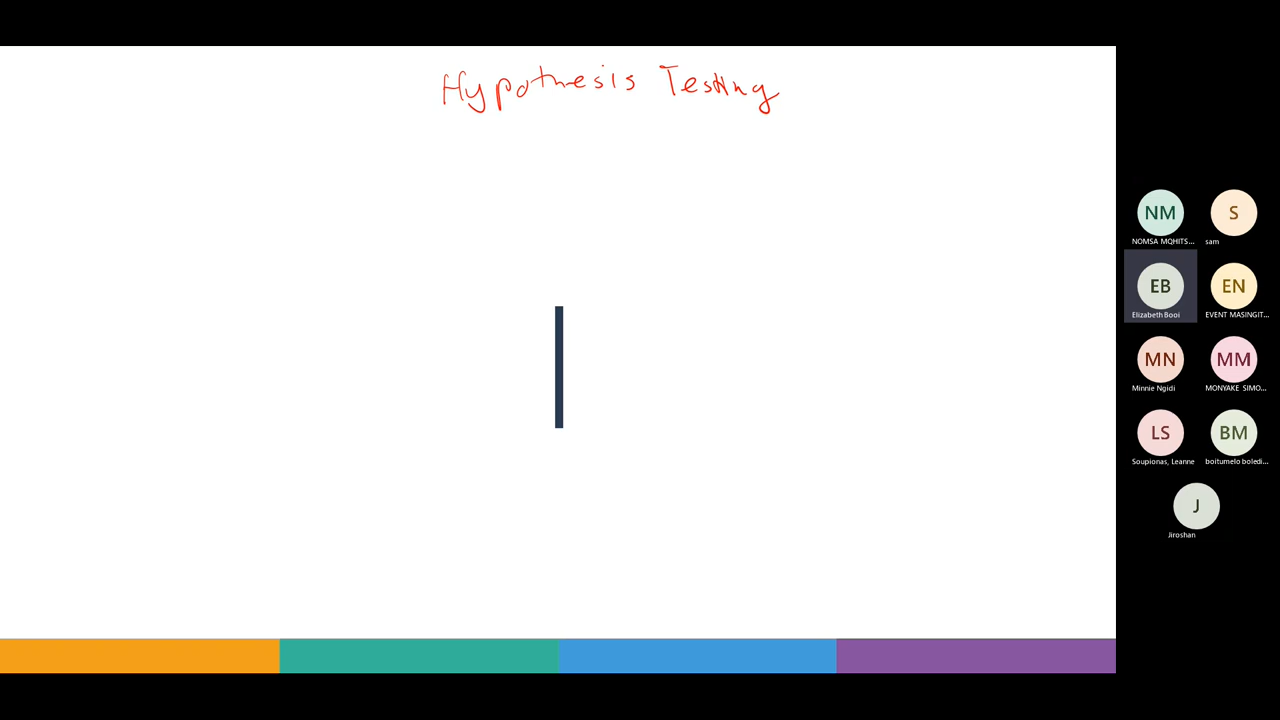 Hypothesis Testing
NM
S
NOMSA MQHITS...
sam
EB
EN
Elizabeth Booi
EVENT MASINGIT...
MN
MM
Minnie Ngidi
MONYAKE SIMO...
LS
BM
Soupionas, Leanne
boitumelo boledi...
J
Jiroshan